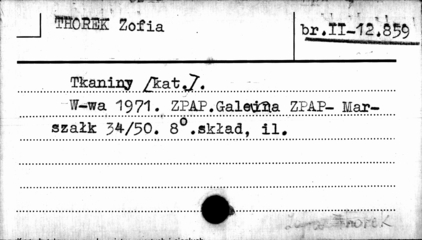 THOREK Zofia
br.II-12.859
Tkaniny /kat./.
W-wa 1971. ZPAP.Galeria ZPAP- Mar-
szałk 34/50. 8°.skład, il.
THOREK